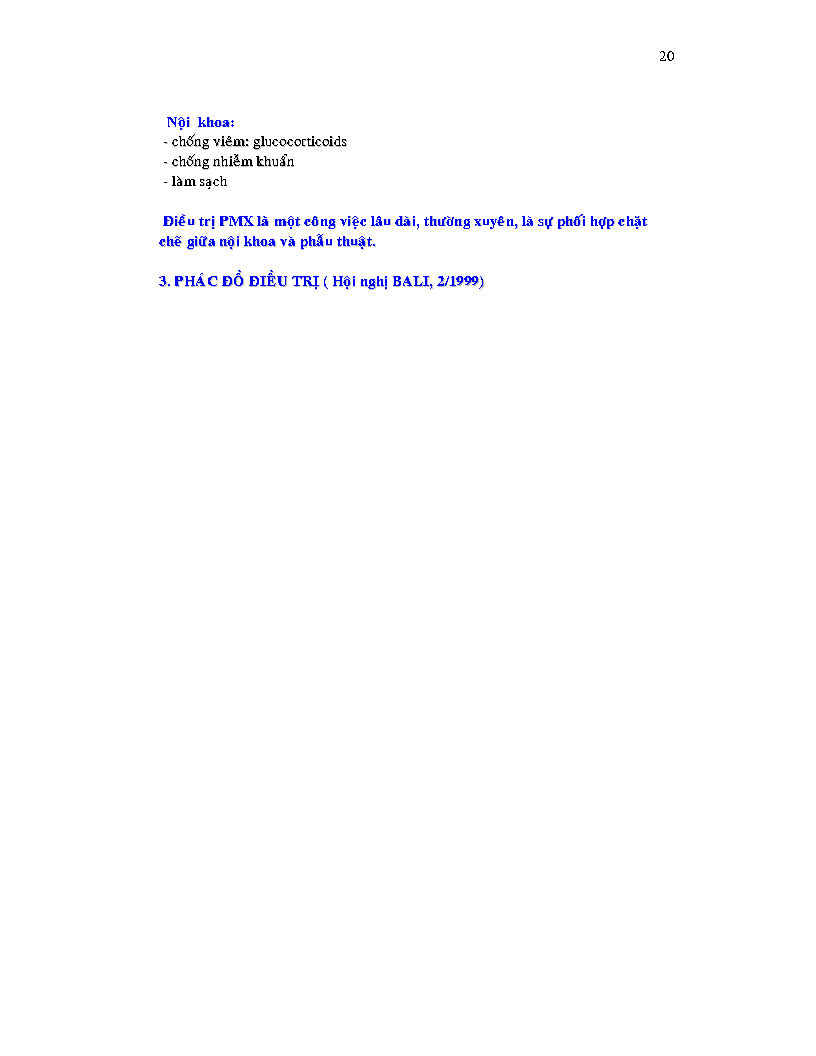 20
Nội khoa:
- chống viêm: glucocorticoids
- chống nhiễm khuẩn
- làm sạch
Điều trị PMX là một công việc lâu dài, thường xuyên, là sự phối hợp chặt
chẽ giữa nội khoa và phẫu thuật.
3. PHÁC ĐỒ ĐIỀU TRỊ ( Hội nghị BALI, 2/1999)